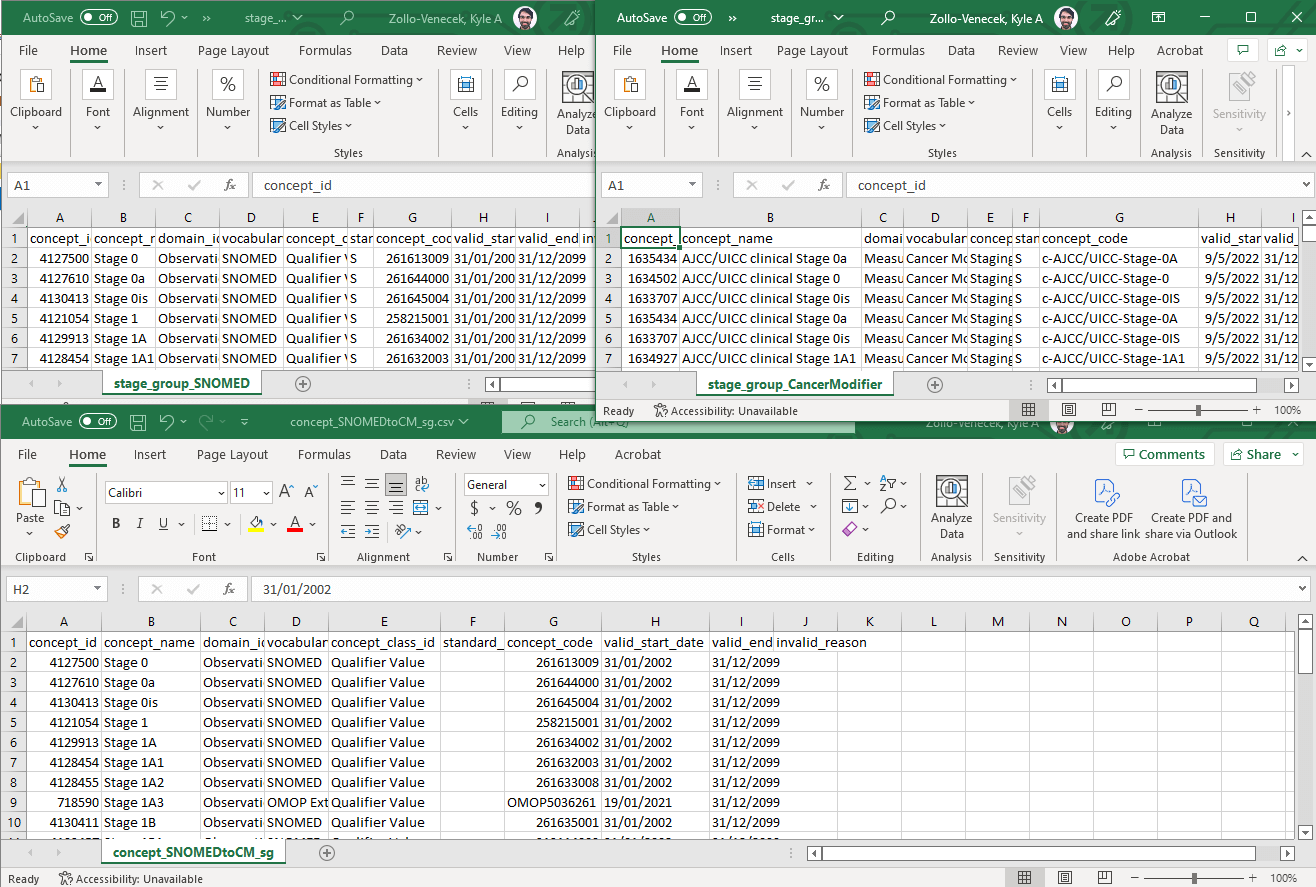 AutoSave Off stage_... Zollo-Venecek, Kyle A
File Home Insert Page Layout Formulas Data Review View Help
Clipboard Font Alignment Number Conditional Formatting Format as Table Cell Styles Cells Editing Analyze Data
Styles Analysis
A1 concept_id
A B C D E F G H I
1 concept_i concept_r domain_i vocabular concept_c star concept_coc valid_star valid_end
2 4127500 Stage 0 Observati SNOMED Qualifier S 261613009 31/01/200 31/12/2099
3 4127610 Stage 0a Observati SNOMED Qualifier S 261644000 31/01/200 31/12/2099
4 4130413 Stage 0is Observati SNOMED Qualifier S 261645004 31/01/200 31/12/2099
5 4121054 Stage 1 Observati SNOMED Qualifier S 258215001 31/01/200 31/12/2099
6 4129913 Stage 1A Observati SNOMED Qualifier S 261634002 31/01/200 31/12/2099
7 4128454 Stage 1A1 Observati SNOMED Qualifier S 261632003 31/01/200 31/12/2099
stage_group_SNOMED
AutoSave Off stage_gr... Zollo-Venecek, Kyle A
File Home Insert Page Layout Formulas Data Review View Help Acrobat
Clipboard Font Alignment Number Conditional Formatting Format as Table Cell Styles Cells Editing Analyze Data Sensitivity
Styles Analysis Sensitivity
A1 concept_id
A B C D E F G H I
1 concept_ concept_name domai vocabular concep stan concept_code valid_star valid_
2 1635434 AJCC/UICC clinical Stage 0a Measu Cancer Mo Staging S c-AJCC/UICC-Stage-0A 9/5/2022 31/12
3 1634502 AJCC/UICC clinical Stage 0 Measu Cancer Mo Staging S c-AJCC/UICC-Stage-0 9/5/2022 31/12
4 1633707 AJCC/UICC clinical Stage 0is Measu Cancer Mo Staging S c-AJCC/UICC-Stage-0IS 9/5/2022 31/12
5 1635434 AJCC/UICC clinical Stage 0a Measu Cancer Mo Staging S c-AJCC/UICC-Stage-0A 9/5/2022 31/12
6 1633707 AJCC/UICC clinical Stage 0is Measu Cancer Mo Staging S c-AJCC/UICC-Stage-0IS 9/5/2022 31/12
7 1634927 AJCC/UICC clinical Stage 1A1 Measu Cancer Mo Staging S c-AJCC/UICC-Stage-1A1 9/5/2022 31/12
stage_group_CancerModifier
Ready Accessibility: Unavailable 100%
AutoSave Off concept_SNOMEDtoCM_sg.csv Search (Alt+Q) Zollo-Venecek, Kyle A
File Home Insert Page Layout Formulas Data Review View Help Acrobat Comments Share
Paste Calibri 11 General Conditional Formatting Insert Analyze Data Sensitivity Create PDF and share link Create PDF and share via Outlook
B I U Format as Table Delete
Cell Styles Format
Clipboard Font Alignment Number Styles Cells Editing Analysis Sensitivity Adobe Acrobat
H2 31/01/2002
A B C D E F G H I J K L M N O P Q
1 concept_id concept_name domain_id vocabular concept_class_id standard_ concept_code valid_start_date valid_end invalid_reason
2 4127500 Stage 0 Observati SNOMED Qualifier Value 261613009 31/01/2002 31/12/2099
3 4127610 Stage 0a Observati SNOMED Qualifier Value 261644000 31/01/2002 31/12/2099
4 4130413 Stage 0is Observati SNOMED Qualifier Value 261645004 31/01/2002 31/12/2099
5 4121054 Stage 1 Observati SNOMED Qualifier Value 258215001 31/01/2002 31/12/2099
6 4129913 Stage 1A Observati SNOMED Qualifier Value 261634002 31/01/2002 31/12/2099
7 4128454 Stage 1A1 Observati SNOMED Qualifier Value 261632003 31/01/2002 31/12/2099
8 4128455 Stage 1A2 Observati SNOMED Qualifier Value 261633008 31/01/2002 31/12/2099
9 718590 Stage 1A3 Observati OMOP Ext Qualifier Value OMOP5036261 19/01/2021 31/12/2099
10 4130411 Stage 1B Observati SNOMED Qualifier Value 261635001 31/01/2002 31/12/2099
concept_SNOMEDtoCM_sg
Ready Accessibility: Unavailable 100%